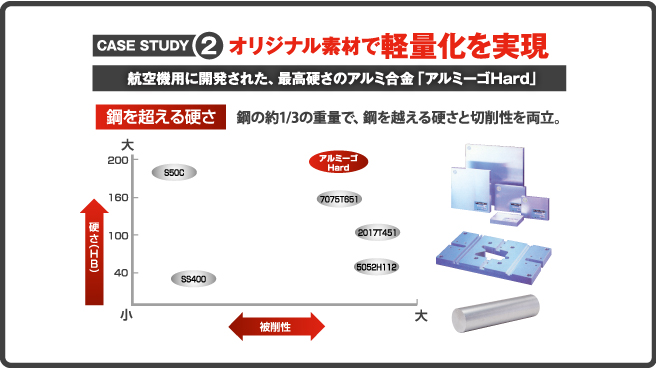 CASE STUDY 2 オリジナル素材で軽量化を実現
航空機用に開発された、最高硬さのアルミ合金「アルミーゴHard」
鋼を超える硬さ 鋼の約1/3の重量で、鋼を越える硬さと切削性を両立。
大
200
160
100
40
硬さ(HB)
S50C
アルミーゴ
Hard
7075T651
2017T451
5052H112
SS400
小
被削性
大